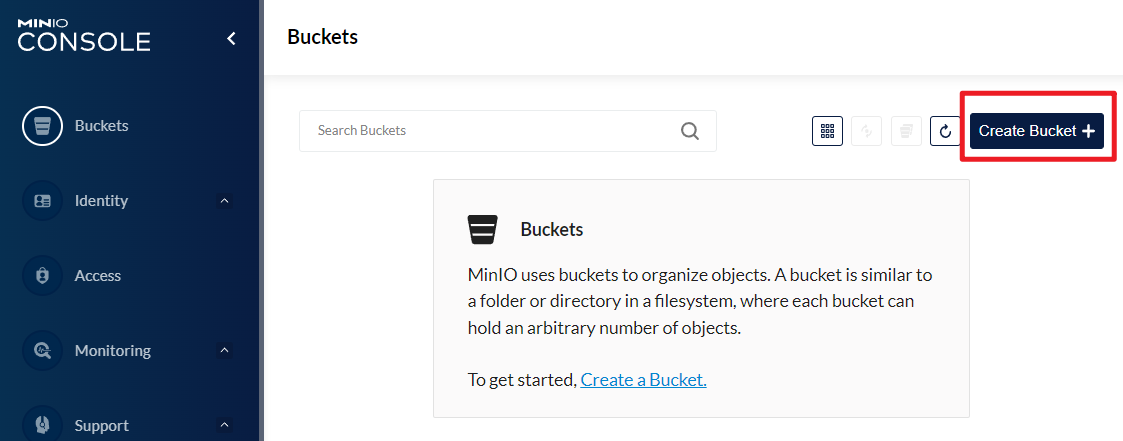 MINIO
CONSOLE
Buckets
Identity
Access
Monitoring
Support
Buckets
Search Buckets
Create Bucket
Buckets
MinIO uses buckets to organize objects. A bucket is similar to
a folder or directory in a filesystem, where each bucket can
hold an arbitrary number of objects.
To get started, Create a Bucket.